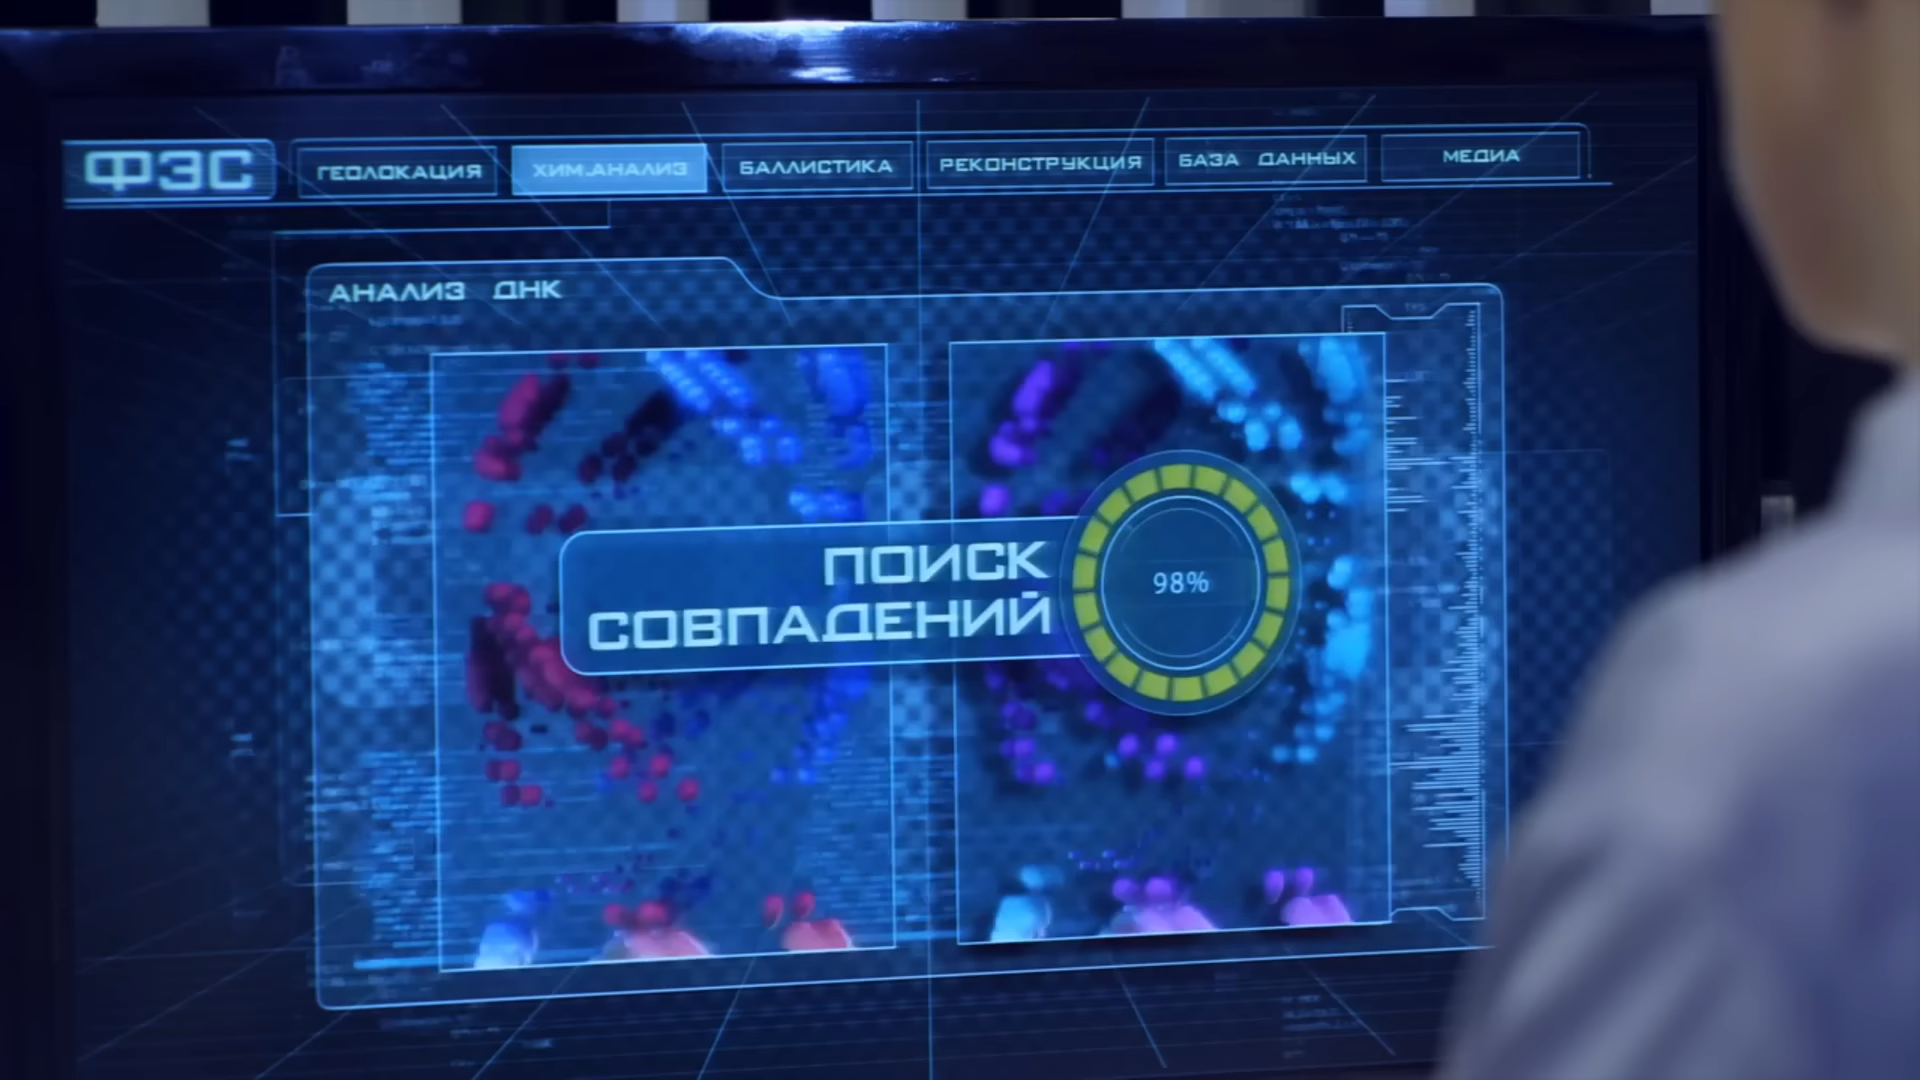 ФЭС
ГЕОЛОКАЦИЯ
ХИМ.АНАЛИЗ
БАЛЛИСТИКА
РЕКОНСТРУКЦИЯ
БАЗА ДАННЫХ
МЕДИА
АНАЛИЗ ДНК
ПОИСК
СОВПАДЕНИЙ
98%